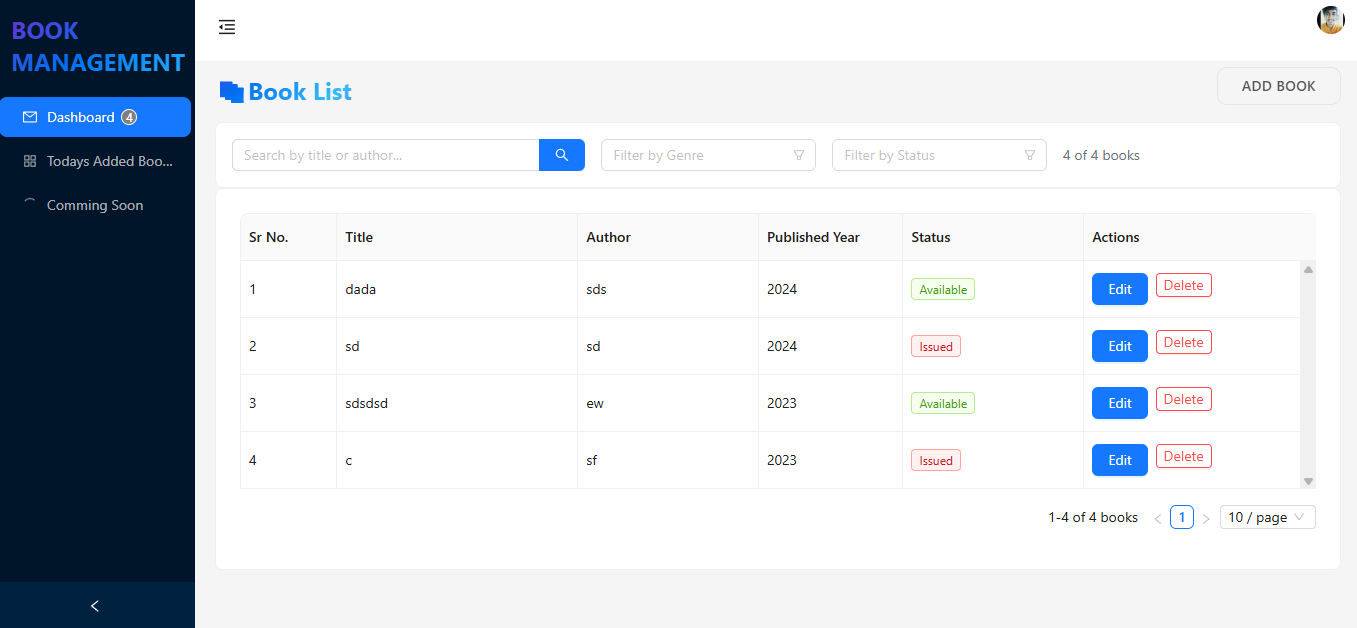 BOOK
MANAGEMENT
Dashboard 4
Todays Added Boo...
Comming Soon
Book List
ADD BOOK
Search by title or author...
Filter by Genre
Filter by Status
4 of 4 books
Sr No. Title Author Published Year Status Actions
1 dada sds 2024 Available Edit Delete
2 sd sd 2024 Issued Edit Delete
3 sdsdsd ew 2023 Available Edit Delete
4 c sf 2023 Issued Edit Delete
1-4 of 4 books < 1 > 10 / page